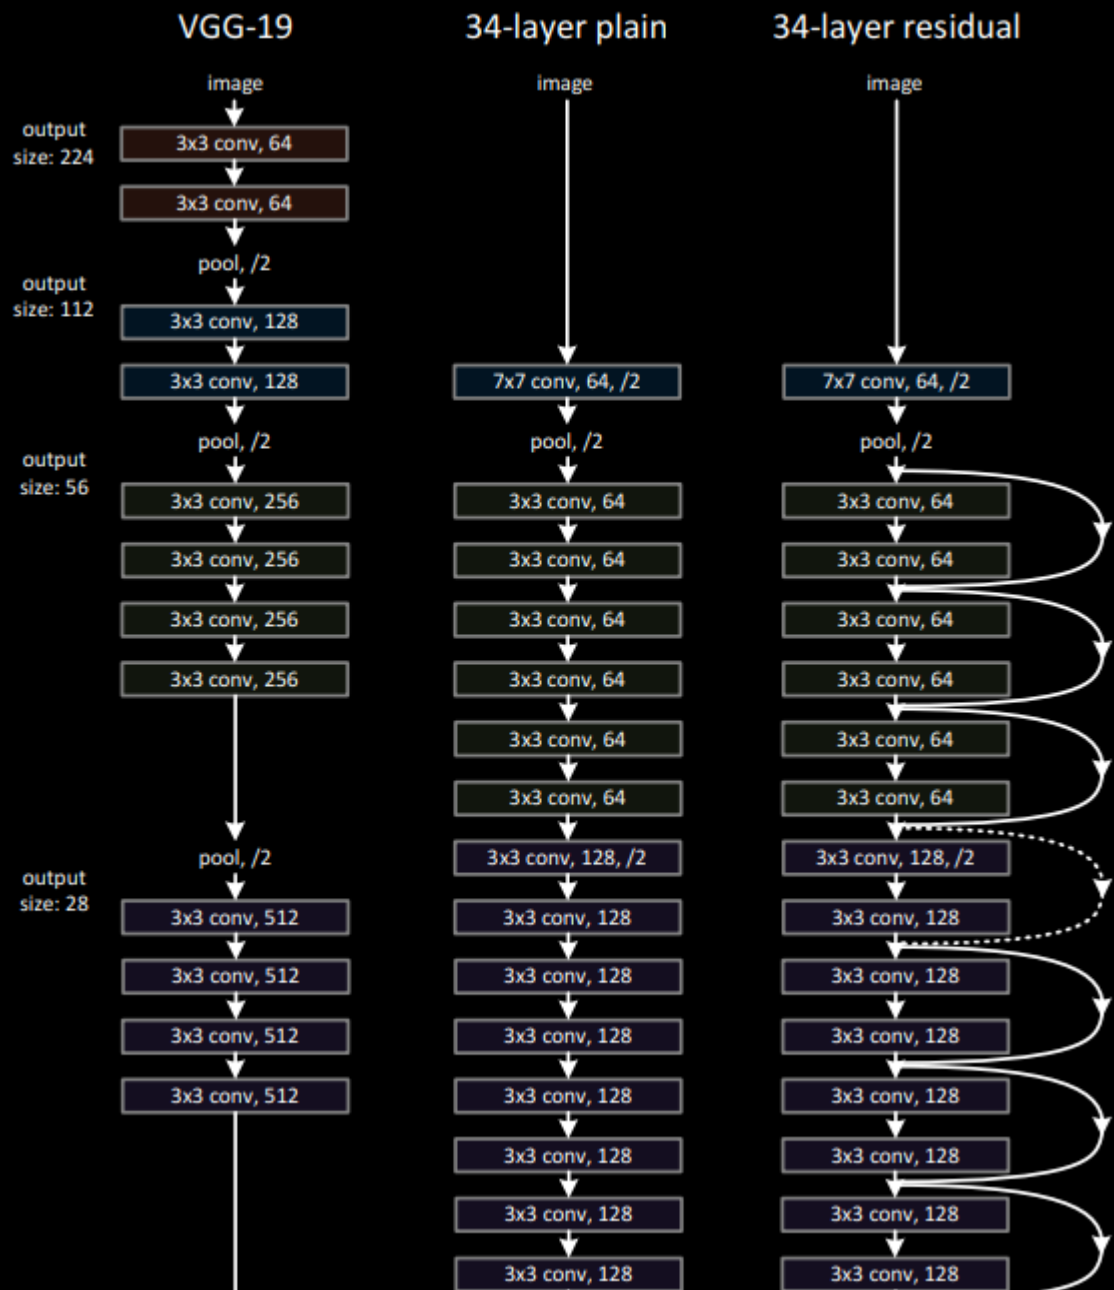 VGG-19
34-layer plain
34-layer residual
image
image
image
output
size: 224
3x3 conv, 64
3x3 conv, 64
pool, /2
output
size: 112
3x3 conv, 128
3x3 conv, 128
7x7 conv, 64, /2
7x7 conv, 64, /2
pool, /2
pool, /2
pool, /2
output
size: 56
3x3 conv, 256
3x3 conv, 64
3x3 conv, 64
3x3 conv, 256
3x3 conv, 64
3x3 conv, 64
3x3 conv, 256
3x3 conv, 64
3x3 conv, 64
3x3 conv, 256
3x3 conv, 64
3x3 conv, 64
3x3 conv, 64
3x3 conv, 64
3x3 conv, 64
3x3 conv, 64
pool, /2
3x3 conv, 128, /2
3x3 conv, 128, /2
output
size: 28
3x3 conv, 512
3x3 conv, 128
3x3 conv, 128
3x3 conv, 512
3x3 conv, 128
3x3 conv, 128
3x3 conv, 512
3x3 conv, 128
3x3 conv, 128
3x3 conv, 512
3x3 conv, 128
3x3 conv, 128
3x3 conv, 128
3x3 conv, 128
3x3 conv, 128
3x3 conv, 128
3x3 conv, 128
3x3 conv, 128